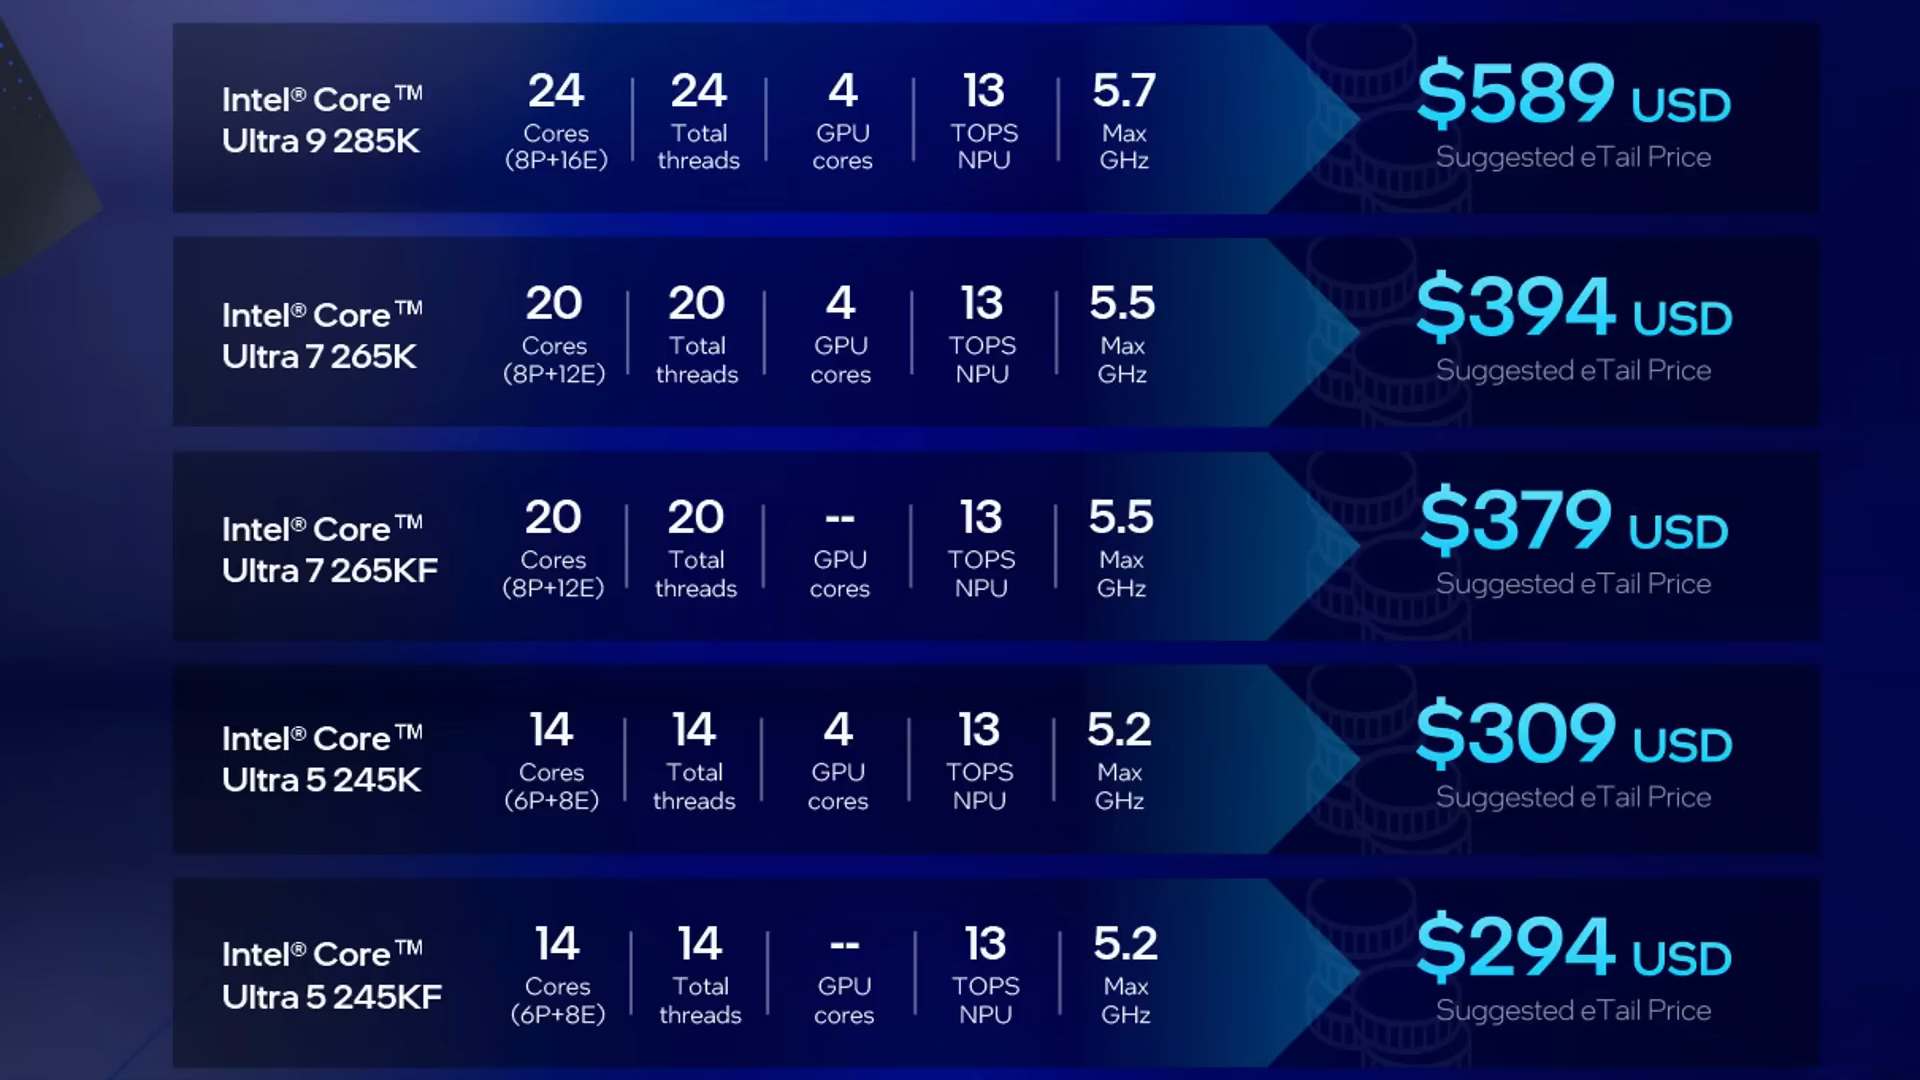 Intel® Core™
Ultra 9 285K
24
Cores
(8P+16E)
24
Total
threads
4
GPU
cores
13
TOPS
NPU
5.7
Max
GHz
$589 USD
Suggested eTail Price
Intel® Core™
Ultra 7 265K
20
Cores
(8P+12E)
20
Total
threads
4
GPU
cores
13
TOPS
NPU
5.5
Max
GHz
$394 USD
Suggested eTail Price
Intel® Core™
Ultra 7 265KF
20
Cores
(8P+12E)
20
Total
threads
--
GPU
cores
13
TOPS
NPU
5.5
Max
GHz
$379 USD
Suggested eTail Price
Intel® Core™
Ultra 5 245K
14
Cores
(6P+8E)
14
Total
threads
4
GPU
cores
13
TOPS
NPU
5.2
Max
GHz
$309 USD
Suggested eTail Price
Intel® Core™
Ultra 5 245KF
14
Cores
(6P+8E)
14
Total
threads
--
GPU
cores
13
TOPS
NPU
5.2
Max
GHz
$294 USD
Suggested eTail Price